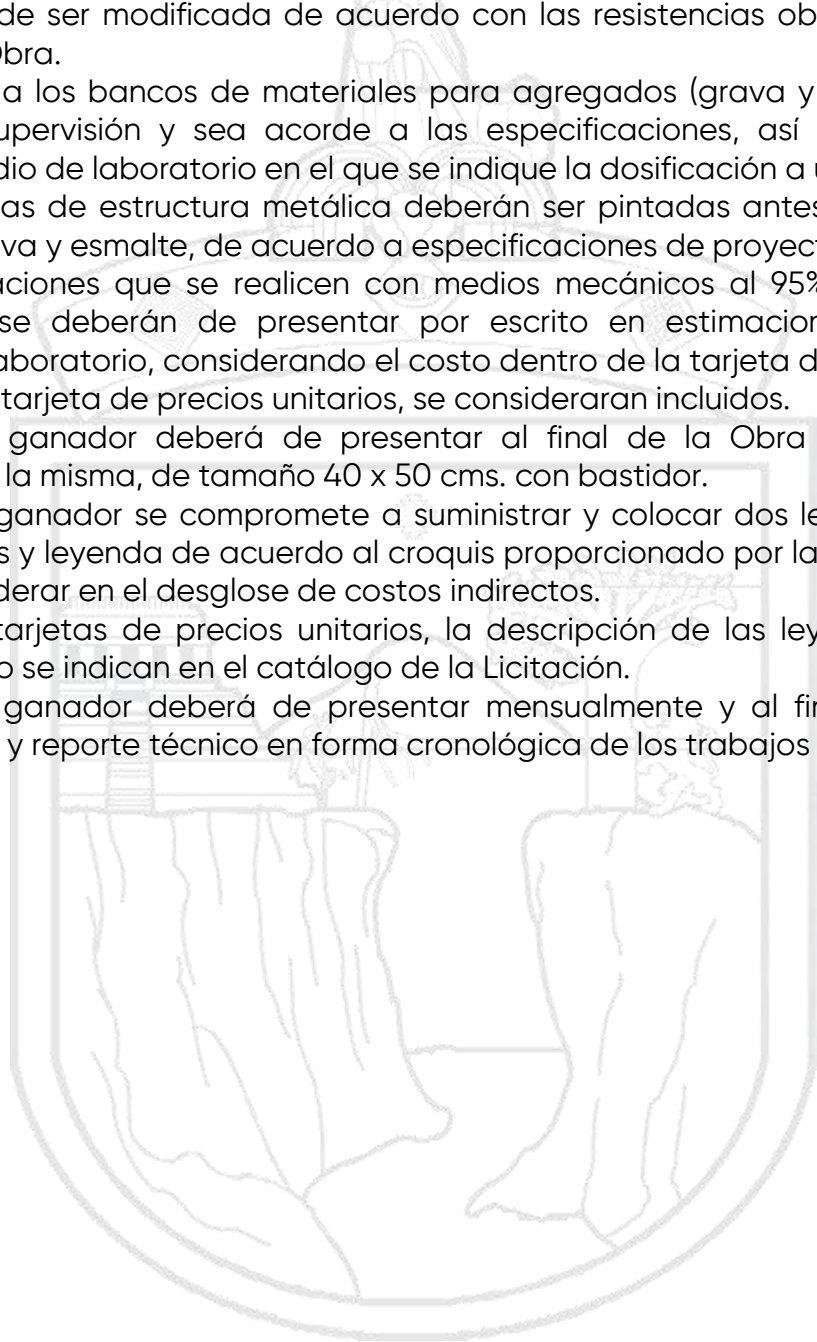 de ser modificada de acuerdo con las resistencias ob
Obra.
a los bancos de materiales para agregados (grava y
upervisión y sea acorde a las especificaciones, así
dio de laboratorio en el que se indique la dosificación a u
as de estructura metálica deberán ser pintadas antes
va y esmalte, de acuerdo a especificaciones de proyect
aciones que se realicen con medios mecánicos al 95%
se deberán de presentar por escrito en estimacion
aboratorio, considerando el costo dentro de la tarjeta d
tarjeta de precios unitarios, se consideraran incluidos.
ganador deberá de presentar al final de la Obra
la misma, de tamaño 40 x 50 cms. con bastidor.
ganador se compromete a suministrar y colocar dos le
s y leyenda de acuerdo al croquis proporcionado por la
derar en el desglose de costos indirectos.
tarjetas de precios unitarios, la descripción de las ley
o se indican en el catálogo de la Licitación.
ganador deberá de presentar mensualmente y al fin
y reporte técnico en forma cronológica de los trabajos